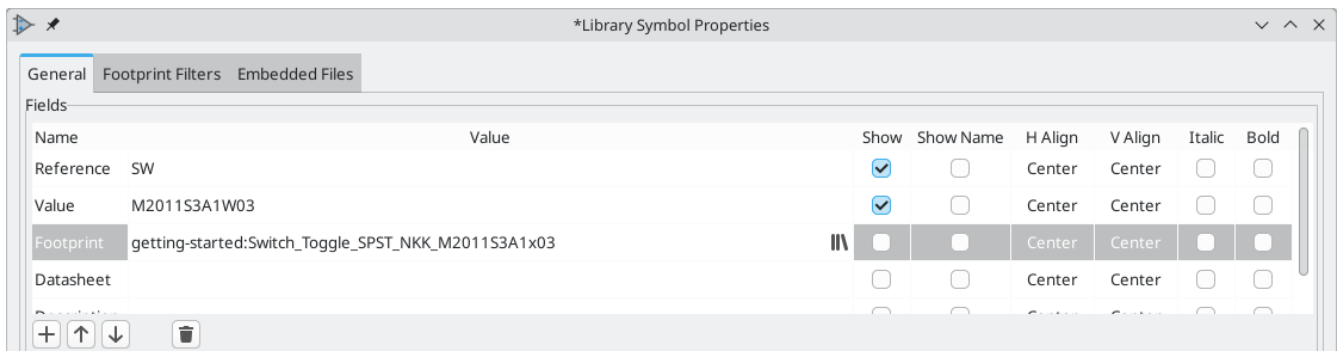 *Library Symbol Properties
General Footprint Filters Embedded Files
Fields
Name Value Show Show Name H Align V Align Italic Bold
Reference SW Center Center
Value M2011S3A1W03 Center Center
Footprint getting-started:Switch_Toggle_SPST_NKK_M2011S3A1x03 Center Center
Datasheet Center Center